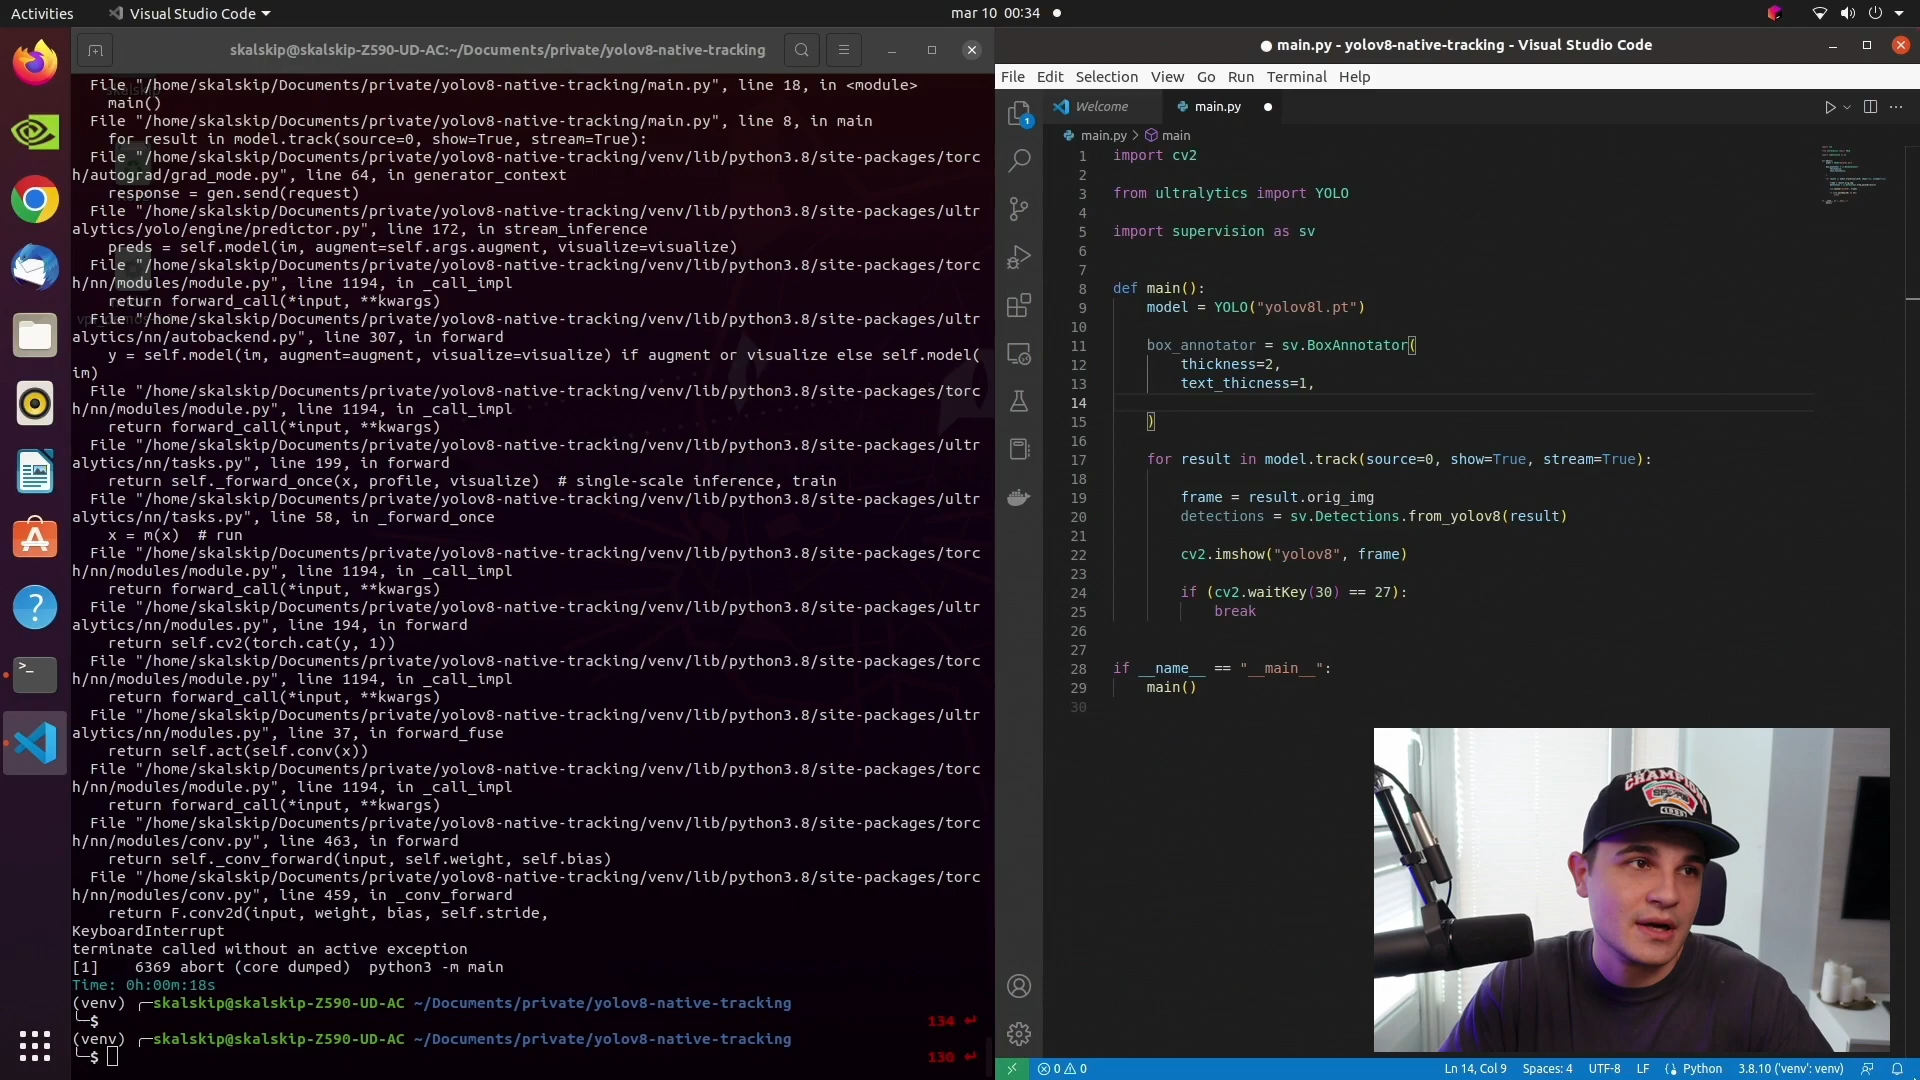 Activities
Visual Studio Code
mar 10 00:34
skalskip@skalskip-Z590-UD-AC:~/Documents/private/yolov8-native-tracking
File "/home/skalskip/Documents/private/yolov8-native-tracking/main.py", line 18, in <module>
main()
File "/home/skalskip/Documents/private/yolov8-native-tracking/main.py", line 8, in main
for result in model.track(source=0, show=True, stream=True):
File "/home/skalskip/Documents/private/yolov8-native-tracking/venv/lib/python3.8/site-packages/torc
h/autograd/grad_mode.py", line 64, in generator_context
response = gen.send(request)
File "/home/skalskip/Documents/private/yolov8-native-tracking/venv/lib/python3.8/site-packages/ultr
alytics/yolo/engine/predictor.py", line 172, in stream_inference
preds = self.model(im, augment=self.args.augment, visualize=visualize)
File "/home/skalskip/Documents/private/yolov8-native-tracking/venv/lib/python3.8/site-packages/torc
h/nn/modules/module.py", line 1194, in _call_impl
return forward_call(*input, **kwargs)
File "/home/skalskip/Documents/private/yolov8-native-tracking/venv/lib/python3.8/site-packages/ultr
alytics/nn/autobackend.py", line 307, in forward
y = self.model(im, augment=augment, visualize=visualize) if augment or visualize else self.model(
im)
File "/home/skalskip/Documents/private/yolov8-native-tracking/venv/lib/python3.8/site-packages/torc
h/nn/modules/module.py", line 1194, in _call_impl
return forward_call(*input, **kwargs)
File "/home/skalskip/Documents/private/yolov8-native-tracking/venv/lib/python3.8/site-packages/ultr
alytics/nn/tasks.py", line 199, in forward
return self._forward_once(x, profile, visualize)  # single-scale inference, train
File "/home/skalskip/Documents/private/yolov8-native-tracking/venv/lib/python3.8/site-packages/ultr
alytics/nn/tasks.py", line 58, in _forward_once
x = m(x)  # run
File "/home/skalskip/Documents/private/yolov8-native-tracking/venv/lib/python3.8/site-packages/torc
h/nn/modules/module.py", line 1194, in _call_impl
return forward_call(*input, **kwargs)
File "/home/skalskip/Documents/private/yolov8-native-tracking/venv/lib/python3.8/site-packages/ultr
alytics/nn/modules.py", line 194, in forward
return self.cv2(torch.cat(y, 1))
File "/home/skalskip/Documents/private/yolov8-native-tracking/venv/lib/python3.8/site-packages/torc
h/nn/modules/module.py", line 1194, in _call_impl
return forward_call(*input, **kwargs)
File "/home/skalskip/Documents/private/yolov8-native-tracking/venv/lib/python3.8/site-packages/ultr
alytics/nn/modules.py", line 37, in forward_fuse
return self.act(self.conv(x))
File "/home/skalskip/Documents/private/yolov8-native-tracking/venv/lib/python3.8/site-packages/torc
h/nn/modules/module.py", line 1194, in _call_impl
return forward_call(*input, **kwargs)
File "/home/skalskip/Documents/private/yolov8-native-tracking/venv/lib/python3.8/site-packages/torc
h/nn/modules/conv.py", line 463, in forward
return self._conv_forward(input, self.weight, self.bias)
File "/home/skalskip/Documents/private/yolov8-native-tracking/venv/lib/python3.8/site-packages/torc
h/nn/modules/conv.py", line 459, in _conv_forward
return F.conv2d(input, weight, bias, self.stride,
KeyboardInterrupt
terminate called without an active exception
[1]    6369 abort (core dumped)  python3 -m main
Time: 0h:00m:18s
(venv) ╭─skalskip@skalskip-Z590-UD-AC ~/Documents/private/yolov8-native-tracking
╰─$ 134 ↵
(venv) ╭─skalskip@skalskip-Z590-UD-AC ~/Documents/private/yolov8-native-tracking
╰─$ 130 ↵
● main.py - yolov8-native-tracking - Visual Studio Code
File Edit Selection View Go Run Terminal Help
Welcome
main.py
main.py > main
1 import cv2
2
3 from ultralytics import YOLO
4
5 import supervision as sv
6
7
8 def main():
9 model = YOLO("yolov8l.pt")
10
11 box_annotator = sv.BoxAnnotator(
12 thickness=2,
13 text_thicness=1,
14
15 )
16
17 for result in model.track(source=0, show=True, stream=True):
18
19 frame = result.orig_img
20 detections = sv.Detections.from_yolov8(result)
21
22 cv2.imshow("yolov8", frame)
23
24 if (cv2.waitKey(30) == 27):
25 break
26
27
28 if __name__ == "__main__":
29 main()
30
1
CHAMPIONS
SPURS
0 0
Ln 14, Col 9
Spaces: 4
UTF-8
LF
Python
3.8.10 ('venv': venv)